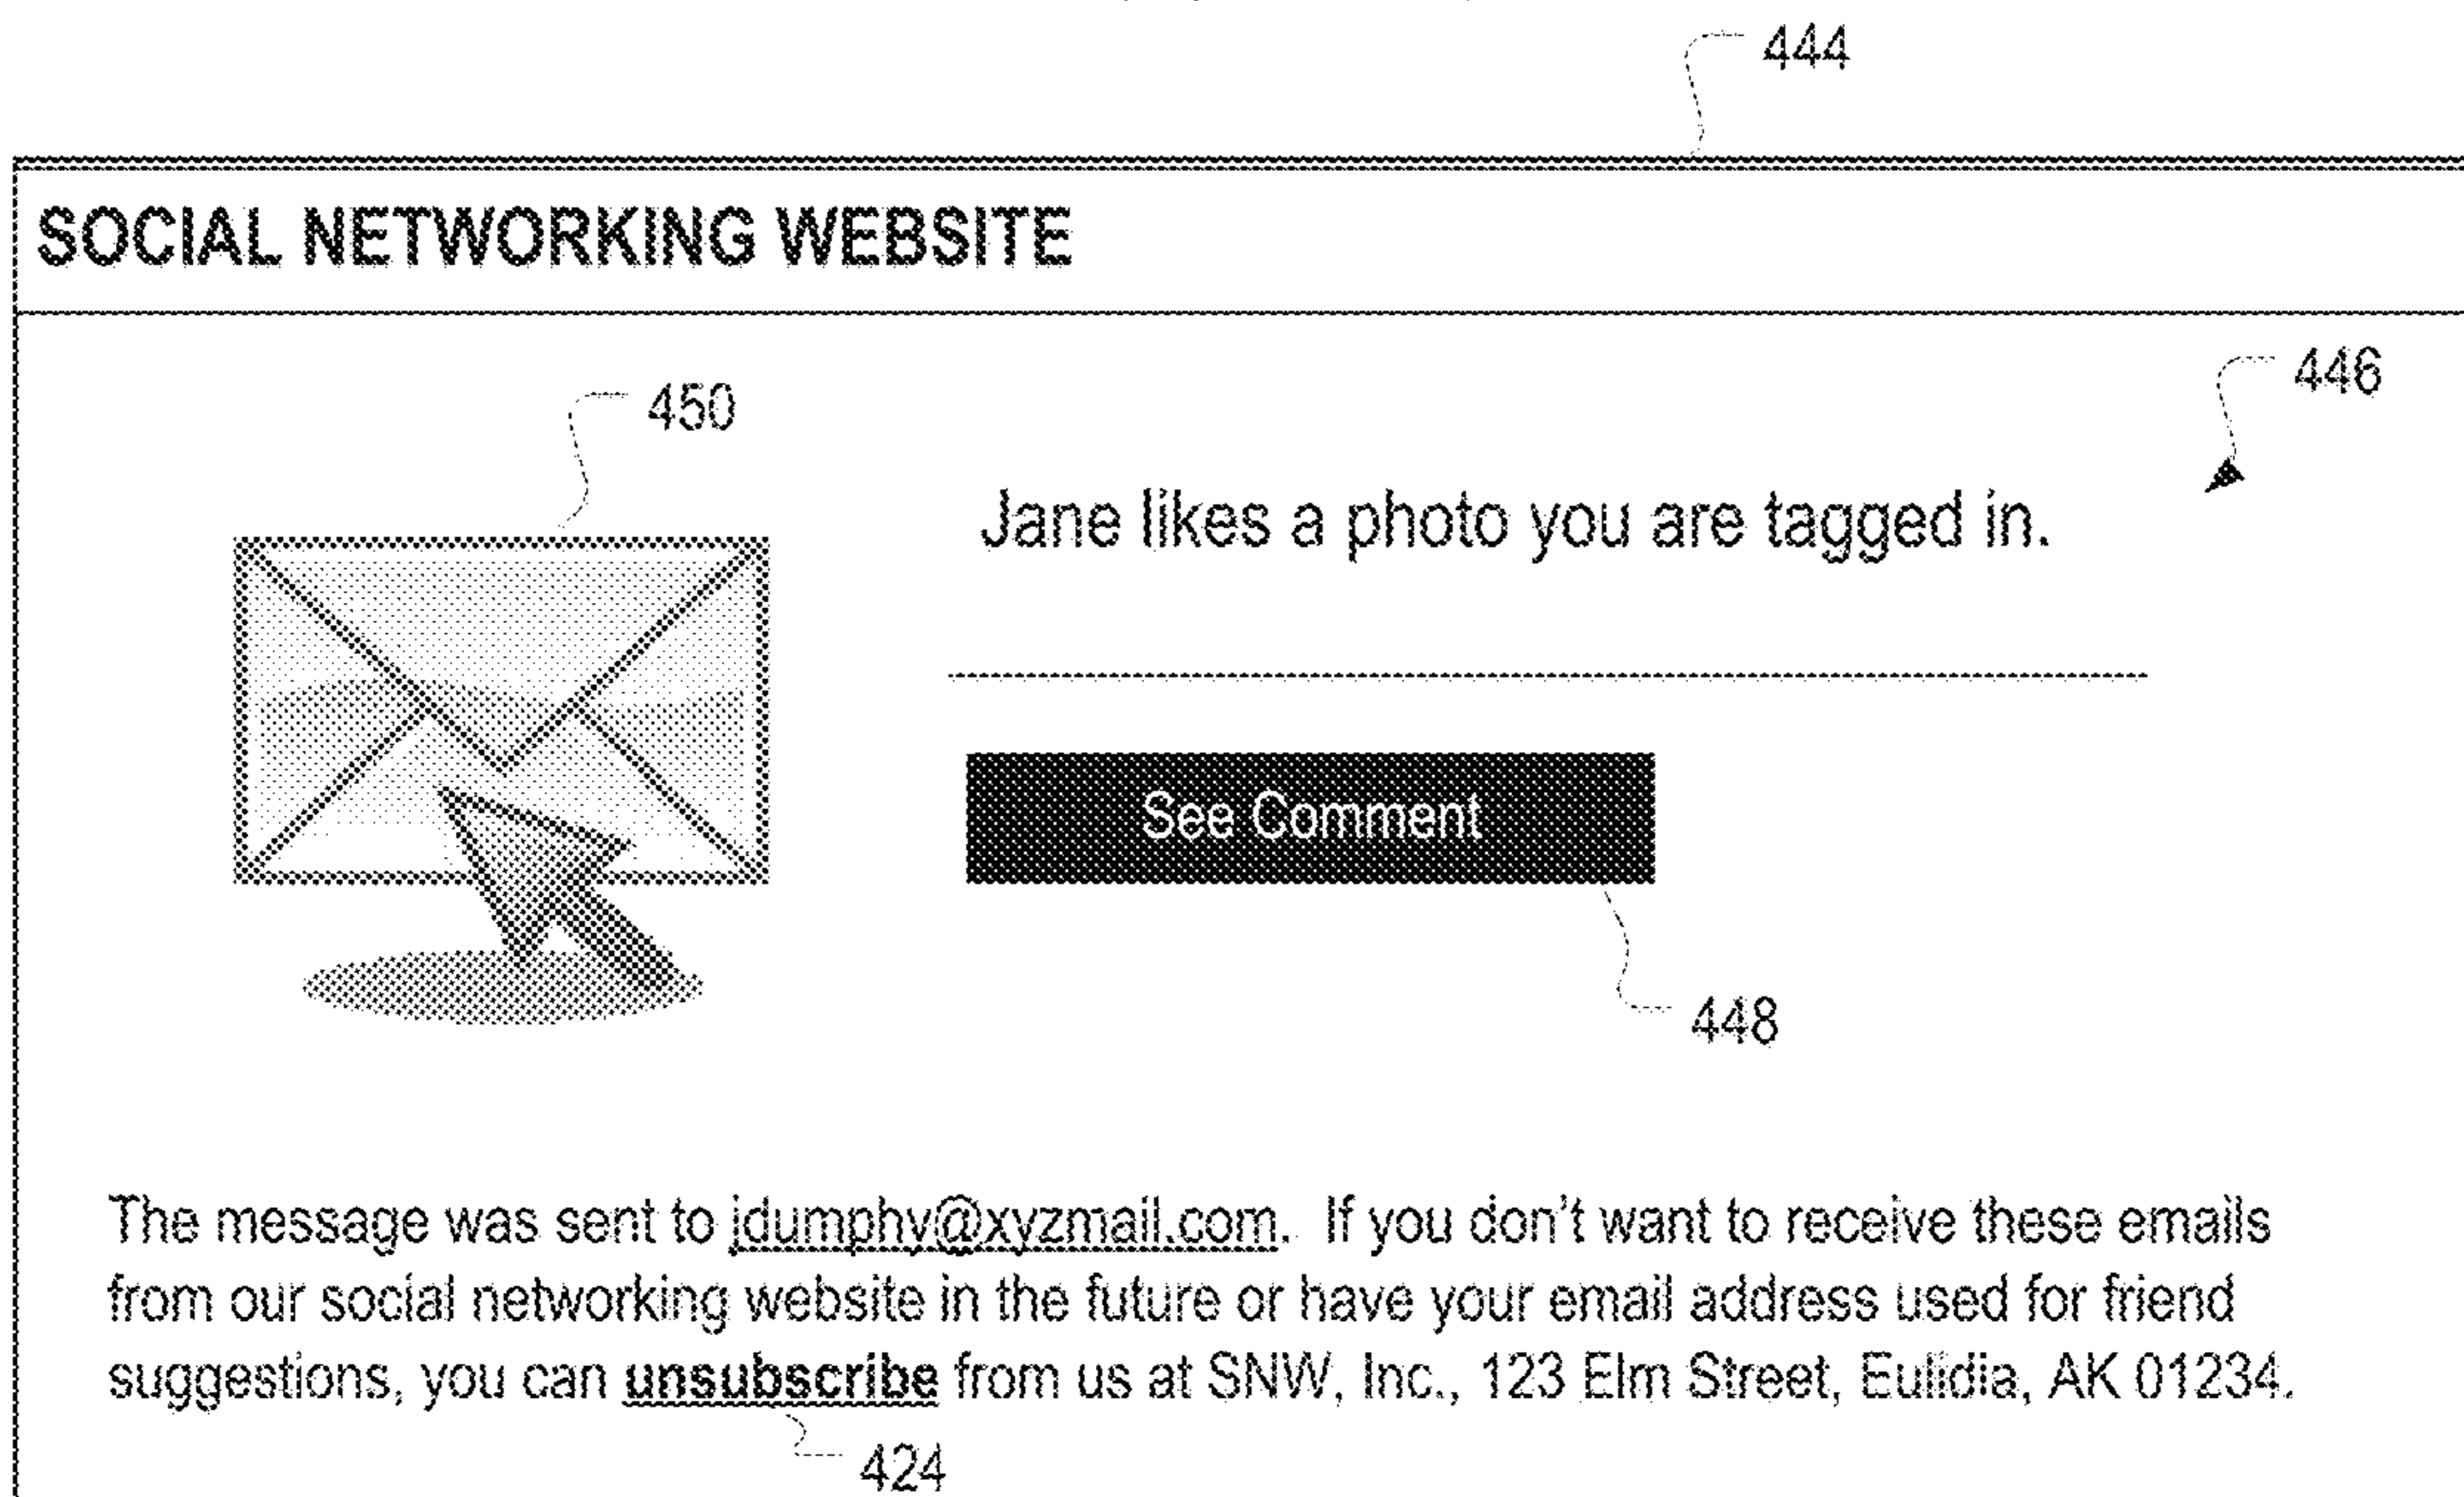 444
SOCIAL NETWORKING WEBSITE
446
450
Jane likes a photo you are tagged in.
See Comment
448
The message was sent to jdumphy@xyzmail.com. If you don't want to receive these emails
from our social networking website in the future or have your email address used for friend
suggestions, you can unsubscribe from us at SNW, Inc., 123 Elm Street, Eulidia, AK 01234.
424